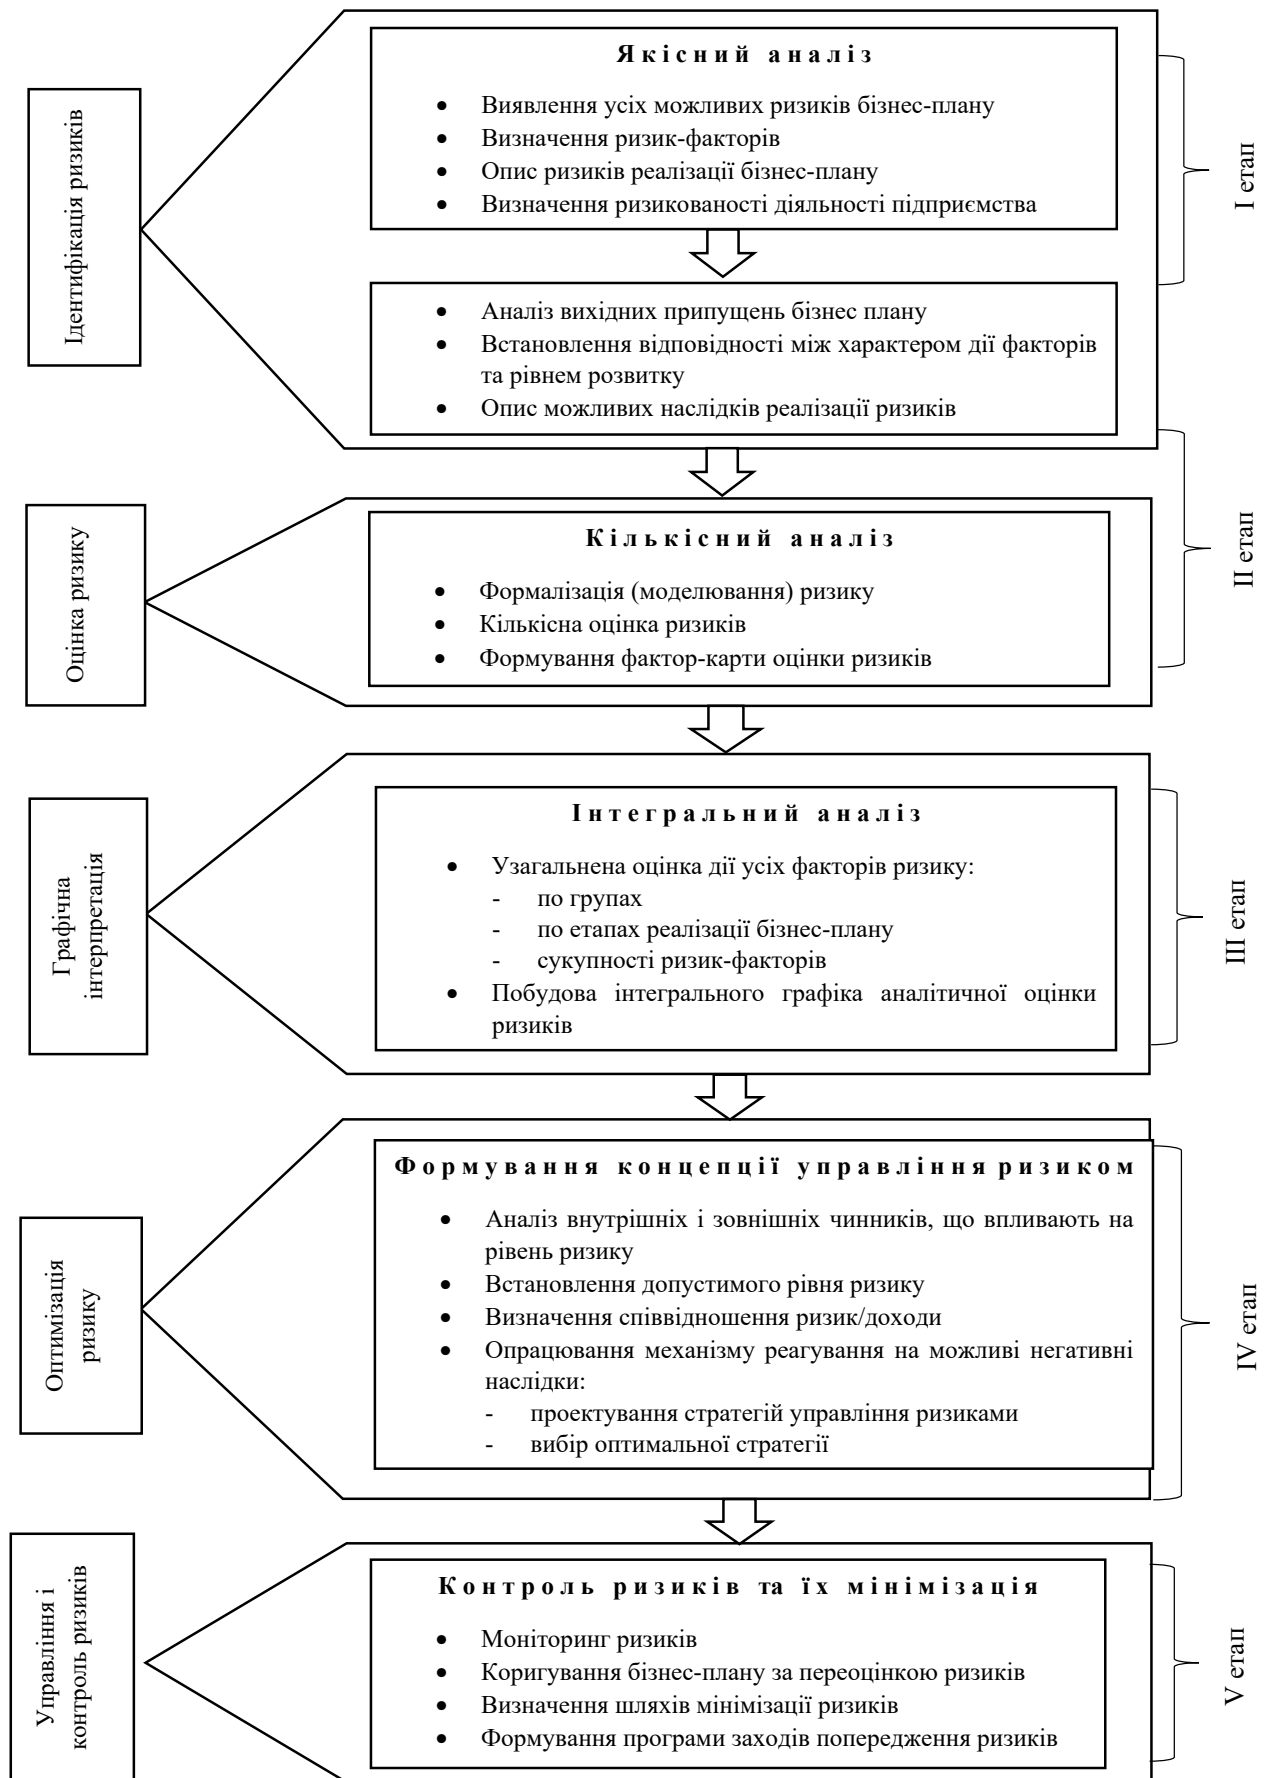 Ідентифікація ризиків
Якісний аналіз
• Виявлення усіх можливих ризиків бізнес-плану
• Визначення ризик-факторів
• Опис ризиків реалізації бізнес-плану
• Визначення ризикованості діяльності підприємства
I етап
• Аналіз вихідних припущень бізнес плану
• Встановлення відповідності між характером дії факторів
та рівнем розвитку
• Опис можливих наслідків реалізації ризиків
Оцінка ризику
Кількісний аналіз
• Формалізація (моделювання) ризику
• Кількісна оцінка ризиків
• Формування фактор-карти оцінки ризиків
II етап
Графічна
інтерпретація
Інтегральний аналіз
• Узагальнена оцінка дії усіх факторів ризику:
- по групах
- по етапах реалізації бізнес-плану
- сукупності ризик-факторів
• Побудова інтегрального графіка аналітичної оцінки
ризиків
III етап
Оптимізація
ризику
Формування концепції управління ризиком
• Аналіз внутрішніх і зовнішніх чинників, що впливають на
рівень ризику
• Встановлення допустимого рівня ризику
• Визначення співвідношення ризик/доходи
• Опрацювання механізму реагування на можливі негативні
наслідки:
- проектування стратегій управління ризиками
- вибір оптимальної стратегії
IV етап
Управління і
контроль ризиків
Контроль ризиків та їх мінімізація
• Моніторинг ризиків
• Коригування бізнес-плану за переоцінкою ризиків
• Визначення шляхів мінімізації ризиків
• Формування програми заходів попередження ризиків
V етап